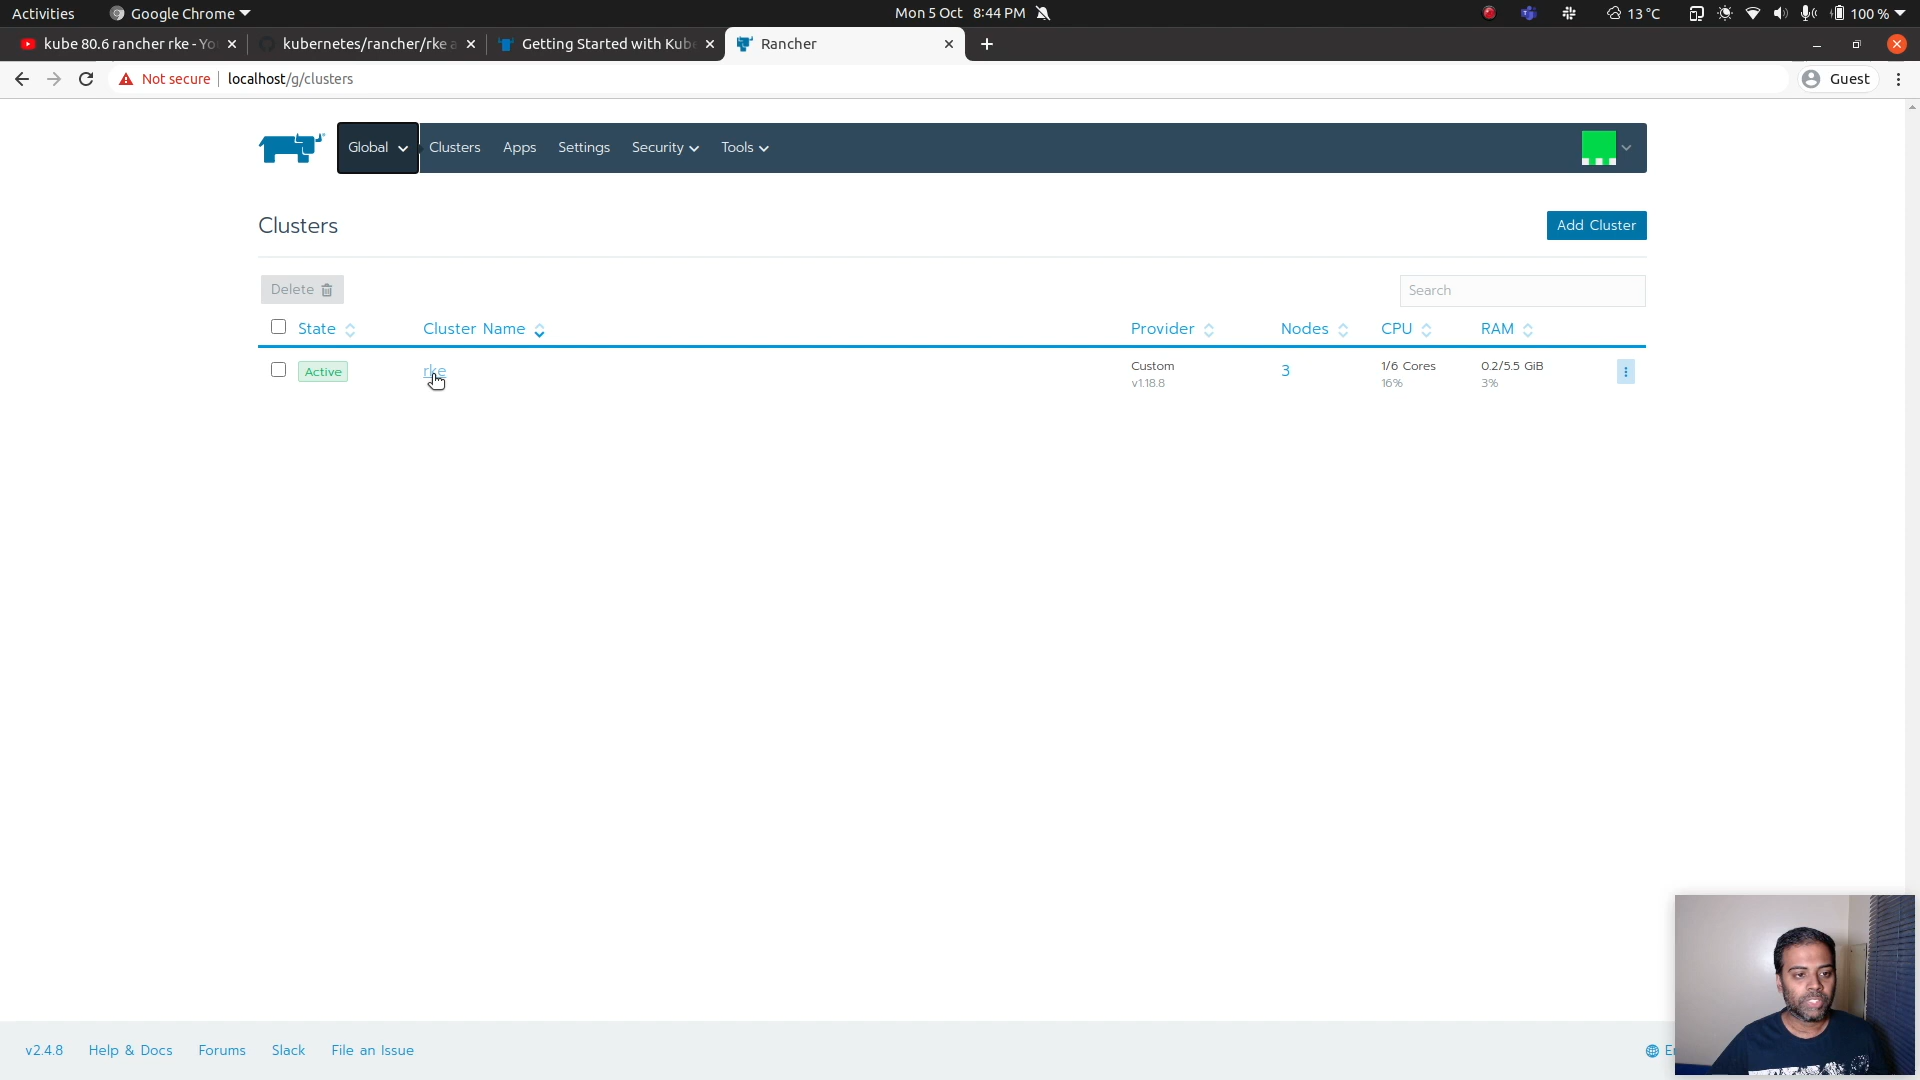 Activities
Google Chrome
Mon 5 Oct 8:44 PM
13 °C
100 %
kube 80.6 rancher rke - Yo
kubernetes/rancher/rke a
Getting Started with Kube
Rancher
Not secure
localhost/g/clusters
Guest
Global
Clusters
Apps
Settings
Security
Tools
Clusters
Add Cluster
Delete
Search
State
Cluster Name
Provider
Nodes
CPU
RAM
Active
rke
Custom
v1.18.8
3
1/6 Cores
16%
0.2/5.5 GiB
3%
v2.4.8
Help & Docs
Forums
Slack
File an Issue